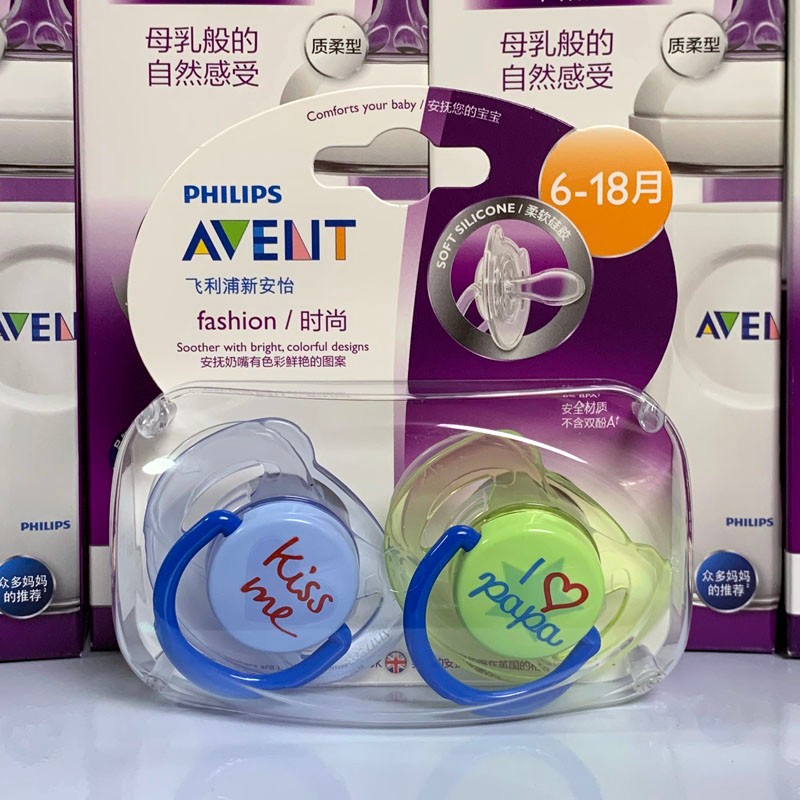 母乳般的
自然感受
质柔型
母乳般的
自然感受
质柔型
Comforts your baby / 安抚您的宝宝
PHILIPS
AVENT
飞利浦新安怡
fashion / 时尚
Soother with bright, colorful designs
安抚奶嘴有色彩鲜艳的图案
SOFT SILICONE / 柔软硅胶
6-18月
安全材质
不含双酚A
Kiss
me
I ♡
papa
AVEN
PHILIPS
众多妈妈
的推荐
AVEN
PHILIPS
众多妈妈
的推荐